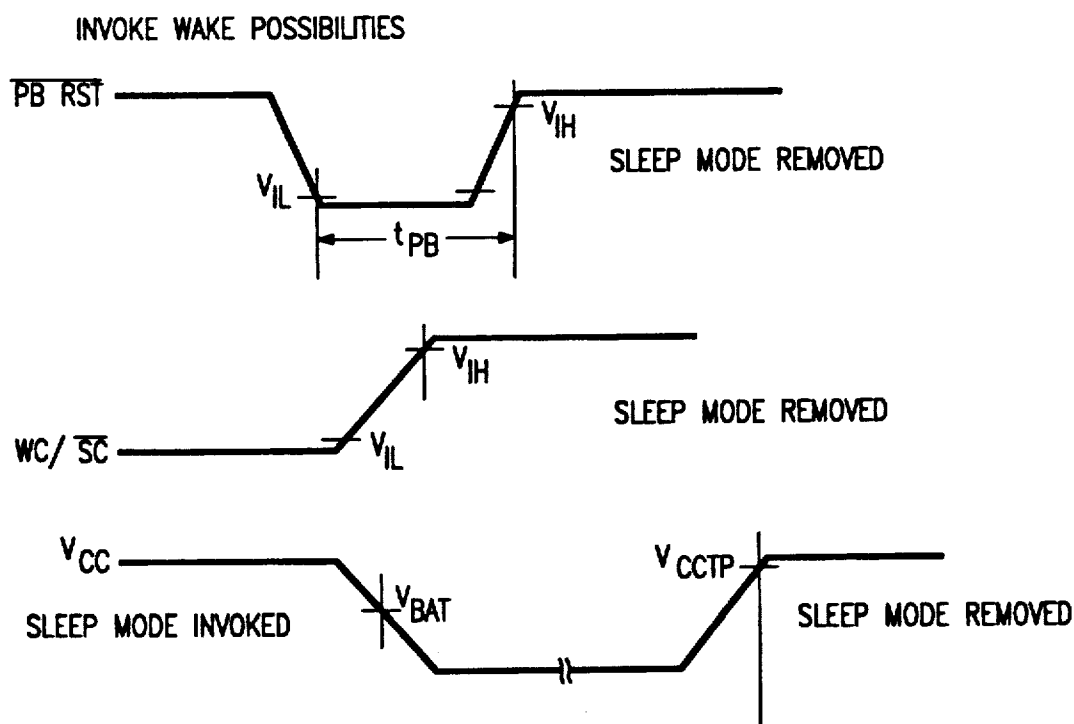 INVOKE WAKE POSSIBILITIES
PB RST
VIH
SLEEP MODE REMOVED
VIL
tPB
VIH
SLEEP MODE REMOVED
WC/ SC
VIL
VCC
VCCTP
VBAT
SLEEP MODE INVOKED
SLEEP MODE REMOVED